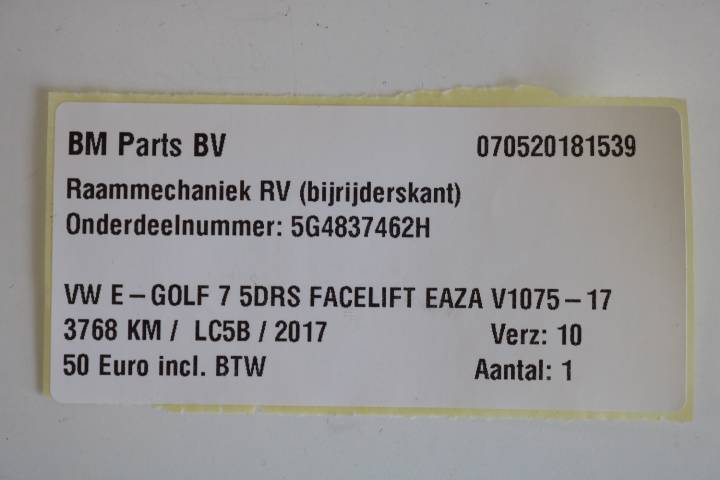 BM Parts BV 070520181539
Raammechaniek RV (bijrijderskant)
Onderdeelnummer: 5G4837462H
VW E-GOLF 7 5DRS FACELIFT EAZA V1075-17
3768 KM / LC5B / 2017 Verz: 10
50 Euro incl. BTW Aantal: 1